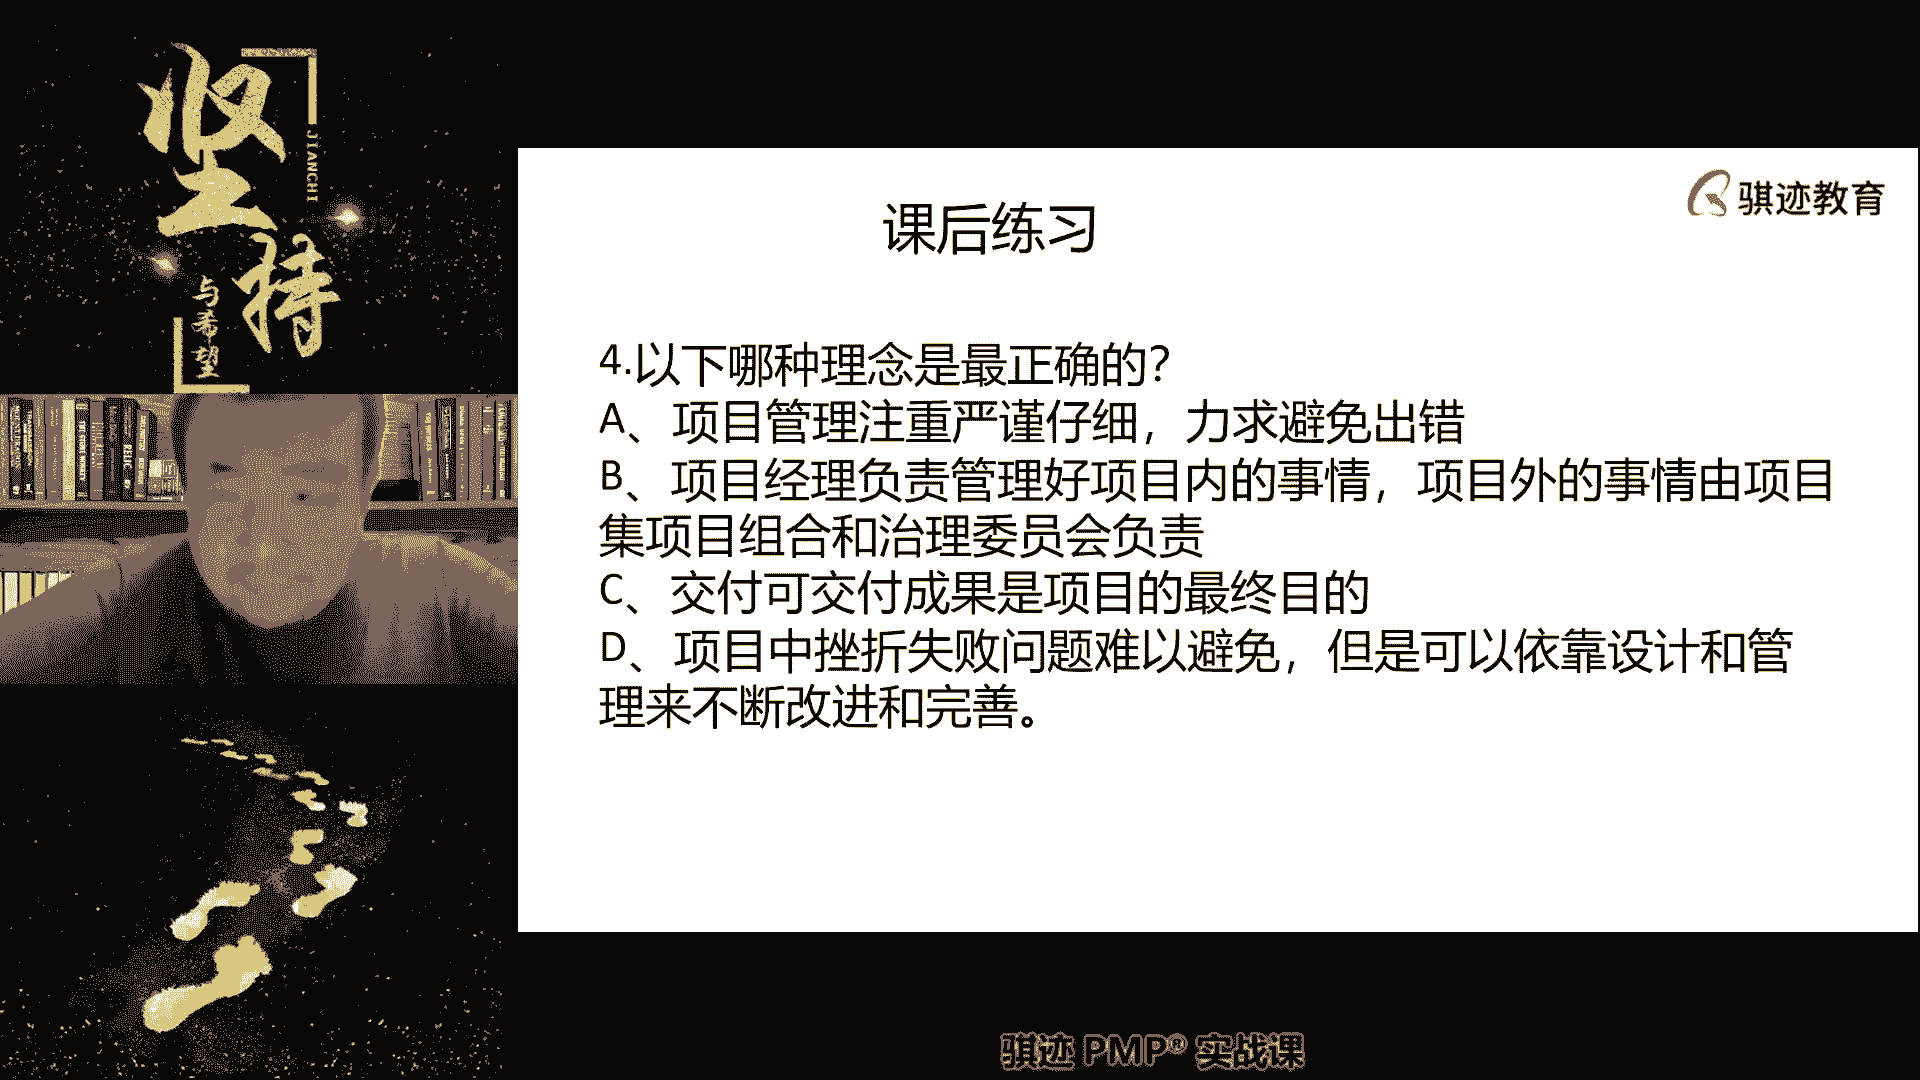 坚持
JIANCHI
与希望
骐迹教育
课后练习
4.以下哪种理念是最正确的?
A、项目管理注重严谨仔细，力求避免出错
B、项目经理负责管理好项目内的事情，项目外的事情由项目
集项目组合和治理委员会负责
C、交付可交付成果是项目的最终目的
D、项目中挫折失败问题难以避免，但是可以依靠设计和管
理来不断改进和完善。
骐迹 PMP® 实战课